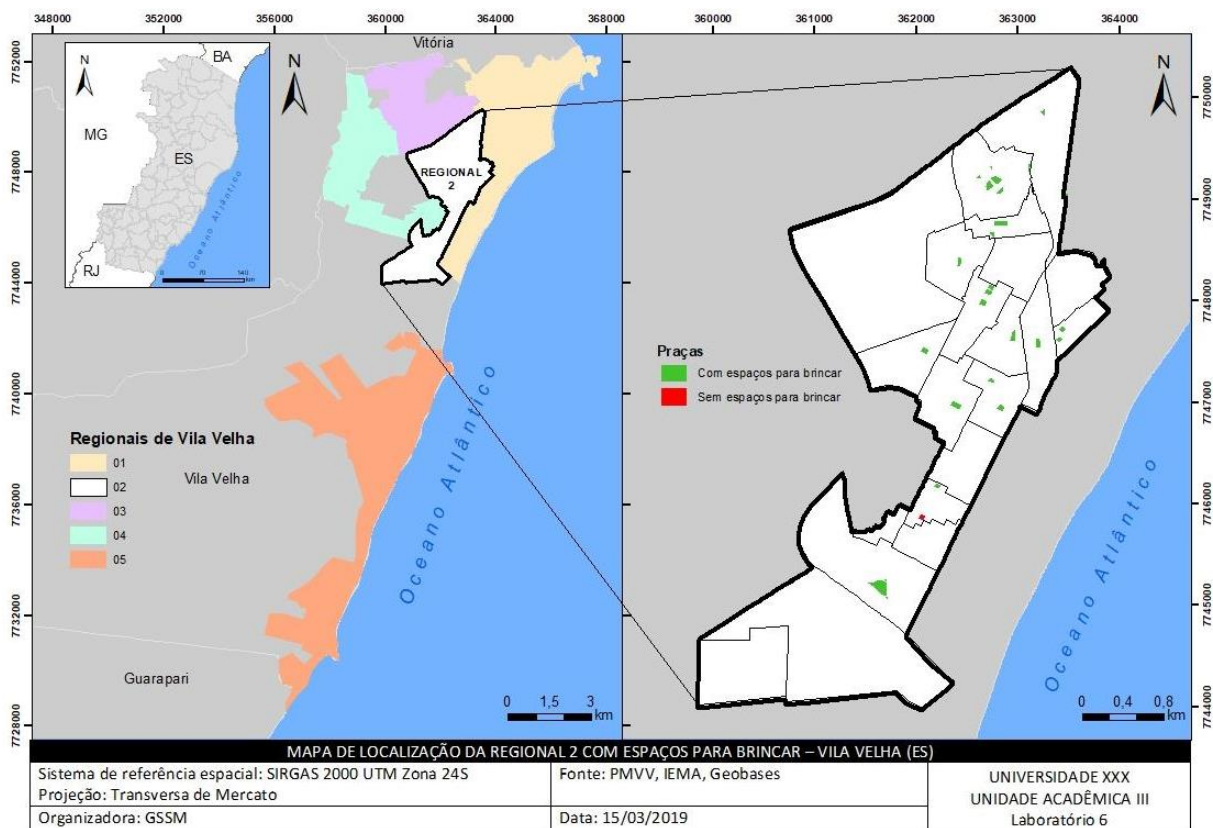 348000 352000 356000 360000 364000 368000
360000 361000 362000 363000 364000
7752000
7748000
7744000
7740000
7736000
7732000
7728000
7750000
7749000
7748000
7747000
7746000
7745000
7744000
N
BA
MG
ES
RJ
Oceano Atlântico
0 70 140
km
Vitória
N
REGIONAL
2
Regionais de Vila Velha
01
02
03
04
05
Vila Velha
Guarapari
Oceano Atlântico
0 1,5 3
km
N
Praças
Com espaços para brincar
Sem espaços para brincar
Oceano Atlântico
0 0,4 0,8
km
MAPA DE LOCALIZAÇÃO DA REGIONAL 2 COM ESPAÇOS PARA BRINCAR – VILA VELHA (ES)
Sistema de referência espacial: SIRGAS 2000 UTM Zona 24S
Projeção: Transversa de Mercato
Organizadora: GSSM
Fonte: PMVV, IEMA, Geobases
Data: 15/03/2019
UNIVERSIDADE XXX
UNIDADE ACADÊMICA III
Laboratório 6